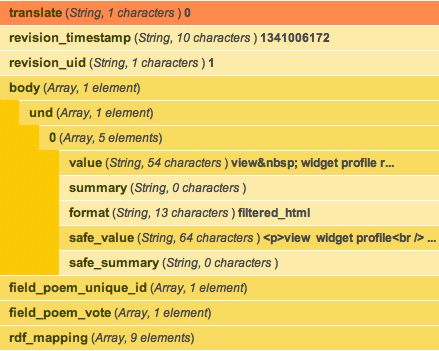 translate (String, 1 characters ) 0
revision_timestamp (String, 10 characters ) 1341006172
revision_uid (String, 1 characters ) 1
body (Array, 1 element)
und (Array, 1 element)
0 (Array, 5 elements)
value (String, 54 characters ) view&nbsp; widget profile r...
summary (String, 0 characters )
format (String, 13 characters ) filtered_html
safe_value (String, 64 characters ) <p>view  widget profile<br /> ...
safe_summary (String, 0 characters )
field_poem_unique_id (Array, 1 element)
field_poem_vote (Array, 1 element)
rdf_mapping (Array, 9 elements)